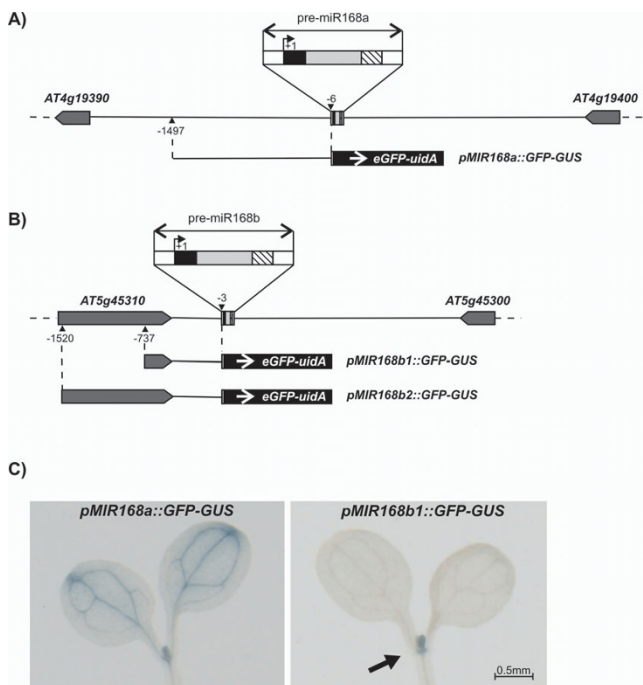 A)
pre-miR168a
+1
AT4g19390
-6
AT4g19400
-1497
eGFP-uidA pMIR168a::GFP-GUS
B)
pre-miR168b
+1
AT5g45310
-3
AT5g45300
-1520
-737
eGFP-uidA pMIR168b1::GFP-GUS
eGFP-uidA pMIR168b2::GFP-GUS
C)
pMIR168a::GFP-GUS pMIR168b1::GFP-GUS
0.5mm